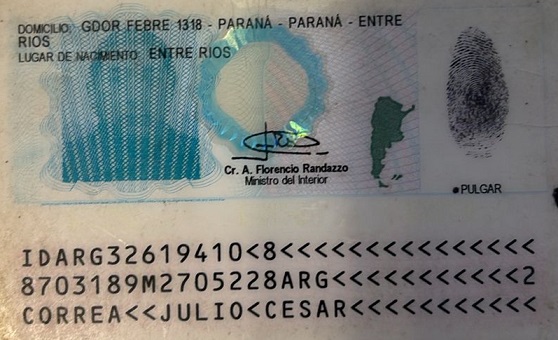 DOMICILIO: GDOR FEBRE 1318 - PARANÁ - PARANÁ - ENTRE
RIOS
LUGAR DE NACIMIENTO: ENTRE RIOS
Cr. A. Florencio Randazzo
Ministro del Interior
PULGAR
IDARG32619410<8<<<<<<<<<<<<<<<
8703189M2705228ARG<<<<<<<<<<<2
CORREA<<JULIO<CESAR<<<<<<<<<<<